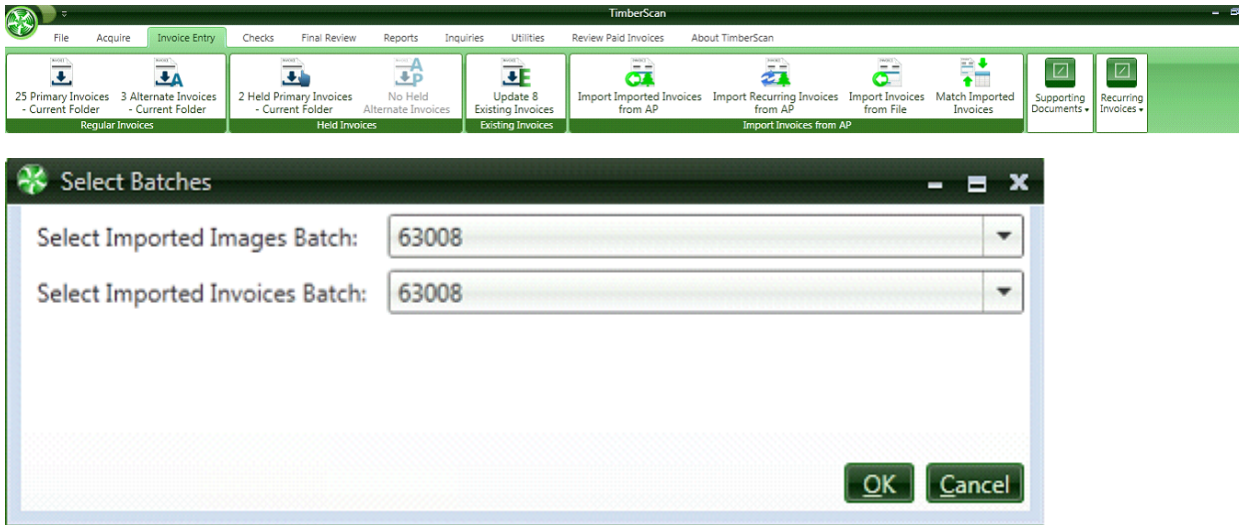 TimberScan
File Acquire Invoice Entry Checks Final Review Reports Inquiries Utilities Review Paid Invoices About TimberScan
25 Primary Invoices
- Current Folder
3 Alternate Invoices
- Current Folder
Regular Invoices
2 Held Primary Invoices
- Current Folder
No Held
Alternate Invoices
Held Invoices
Update 8
Existing Invoices
Existing Invoices
Import Imported Invoices
from AP
Import Recurring Invoices
from AP
Import Invoices
from File
Match Imported
Invoices
Import Invoices from AP
Supporting
Documents
Recurring
Invoices
Select Batches
Select Imported Images Batch: 63008
Select Imported Invoices Batch: 63008
OK Cancel